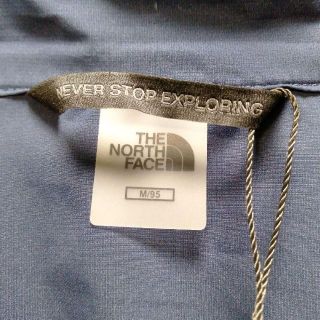 NEVER STOP EXPLORING
THE
NORTH
FACE
M/95